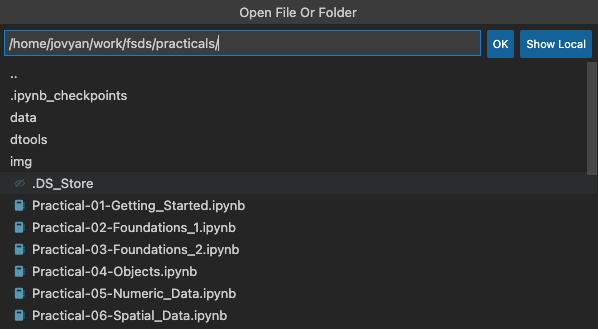 Open File Or Folder
/home/jovyan/work/fsds/practicals/
OK
Show Local
..
.ipynb_checkpoints
data
dtools
img
.DS_Store
Practical-01-Getting_Started.ipynb
Practical-02-Foundations_1.ipynb
Practical-03-Foundations_2.ipynb
Practical-04-Objects.ipynb
Practical-05-Numeric_Data.ipynb
Practical-06-Spatial_Data.ipynb